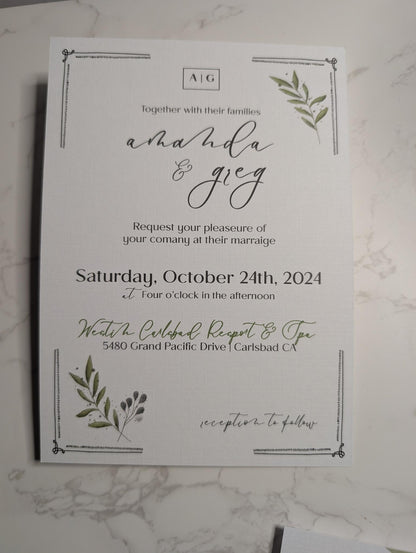 A | G
Together with their families
amanda
& greg
Request your pleaseure of
your comany at their marraige
Saturday, October 24th, 2024
at Four o'clock in the afternoon
Westin Carlsbad Resport & Spa
5480 Grand Pacific Drive | Carlsbad CA
reception to follow